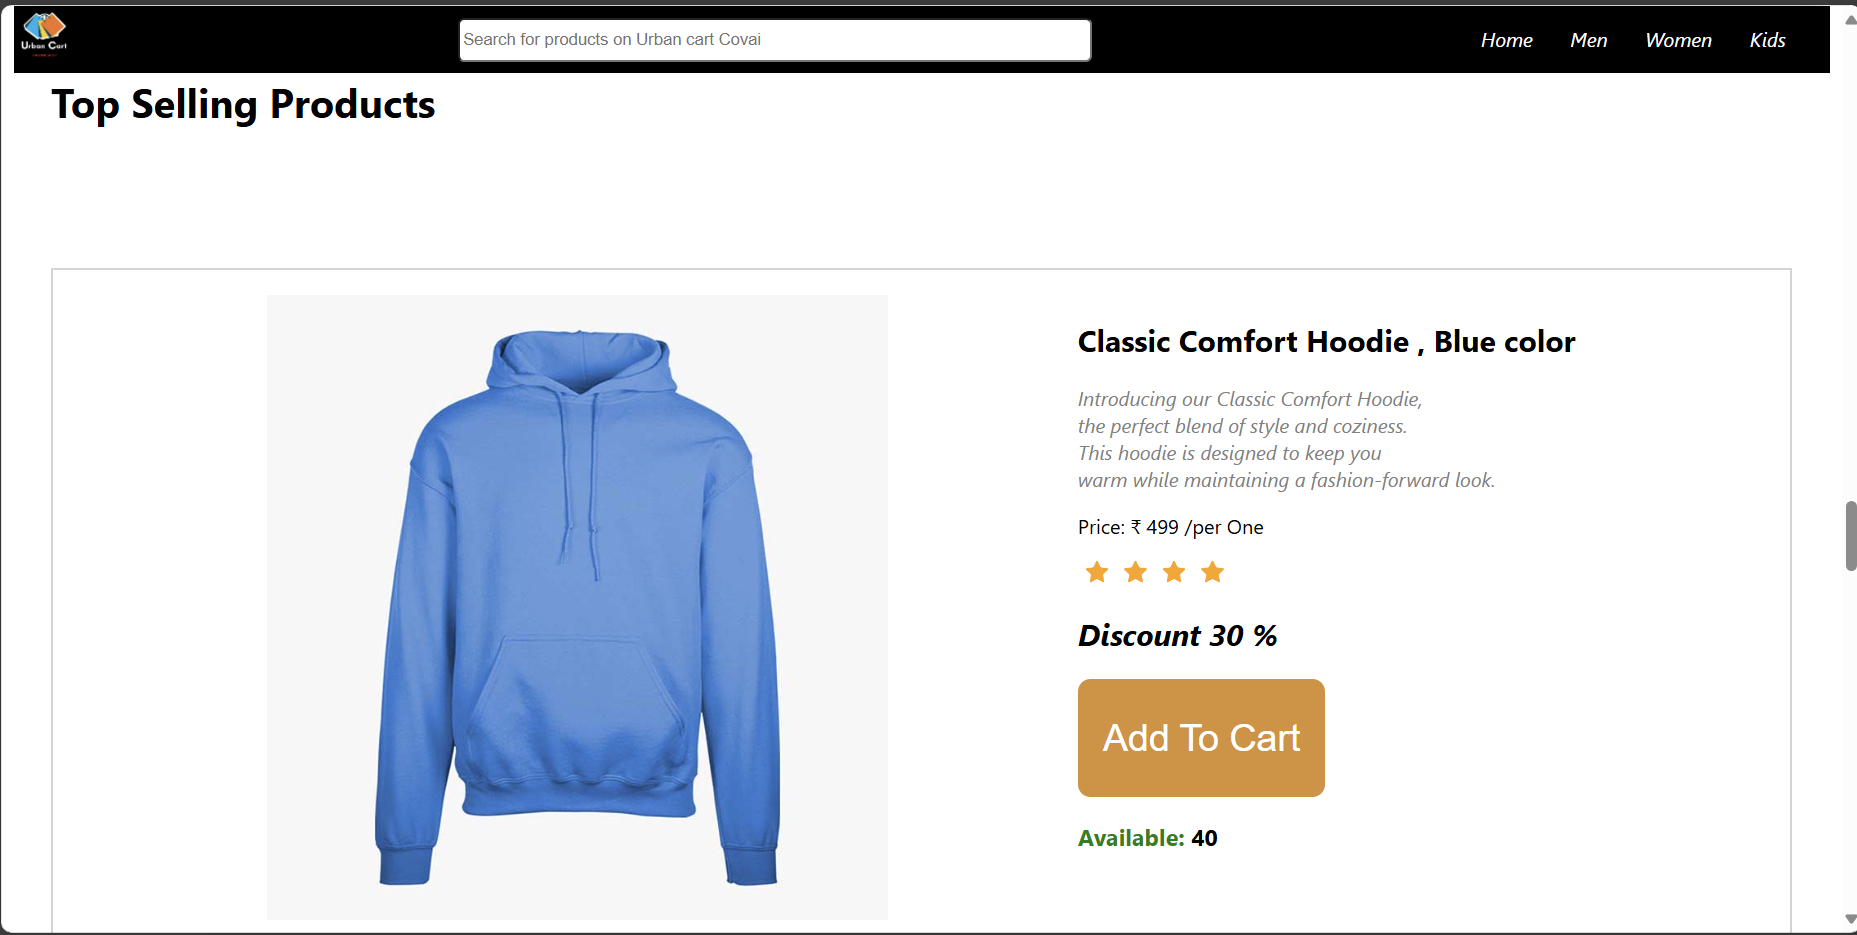 Urban Cart
Search for products on Urban cart Covai
Home Men Women Kids
Top Selling Products
Classic Comfort Hoodie , Blue color
Introducing our Classic Comfort Hoodie,
the perfect blend of style and coziness.
This hoodie is designed to keep you
warm while maintaining a fashion-forward look.
Price: ₹ 499 /per One
Discount 30 %
Add To Cart
Available: 40